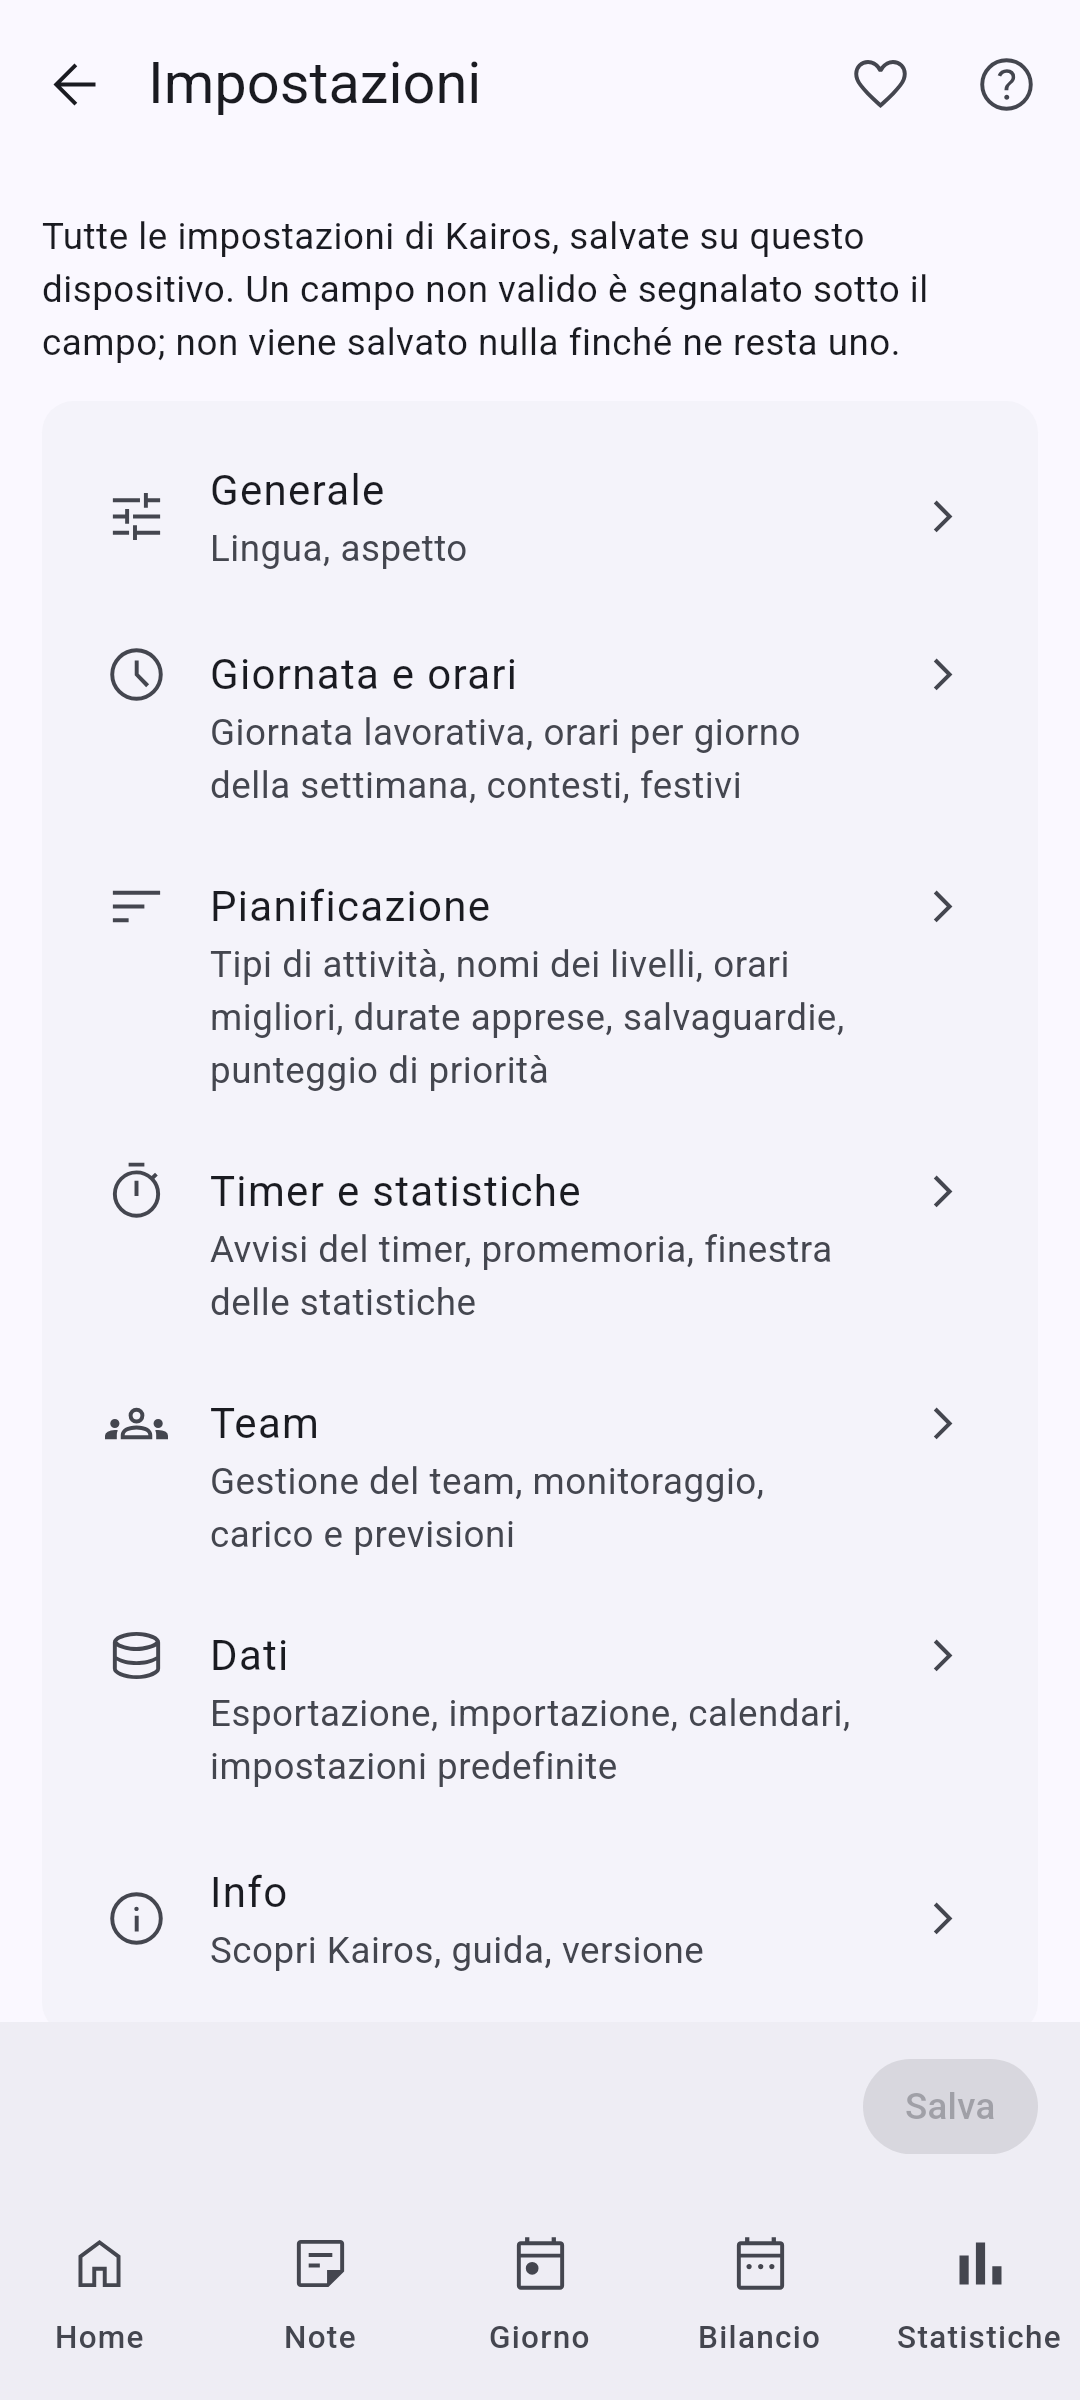 Impostazioni
Tutte le impostazioni di Kairos, salvate su questo
dispositivo. Un campo non valido è segnalato sotto il
campo; non viene salvato nulla finché ne resta uno.
Generale
Lingua, aspetto
Giornata e orari
Giornata lavorativa, orari per giorno
della settimana, contesti, festivi
Pianificazione
Tipi di attività, nomi dei livelli, orari
migliori, durate apprese, salvaguardie,
punteggio di priorità
Timer e statistiche
Avvisi del timer, promemoria, finestra
delle statistiche
Team
Gestione del team, monitoraggio,
carico e previsioni
Dati
Esportazione, importazione, calendari,
impostazioni predefinite
Info
Scopri Kairos, guida, versione
Salva
Home
Note
Giorno
Bilancio
Statistiche